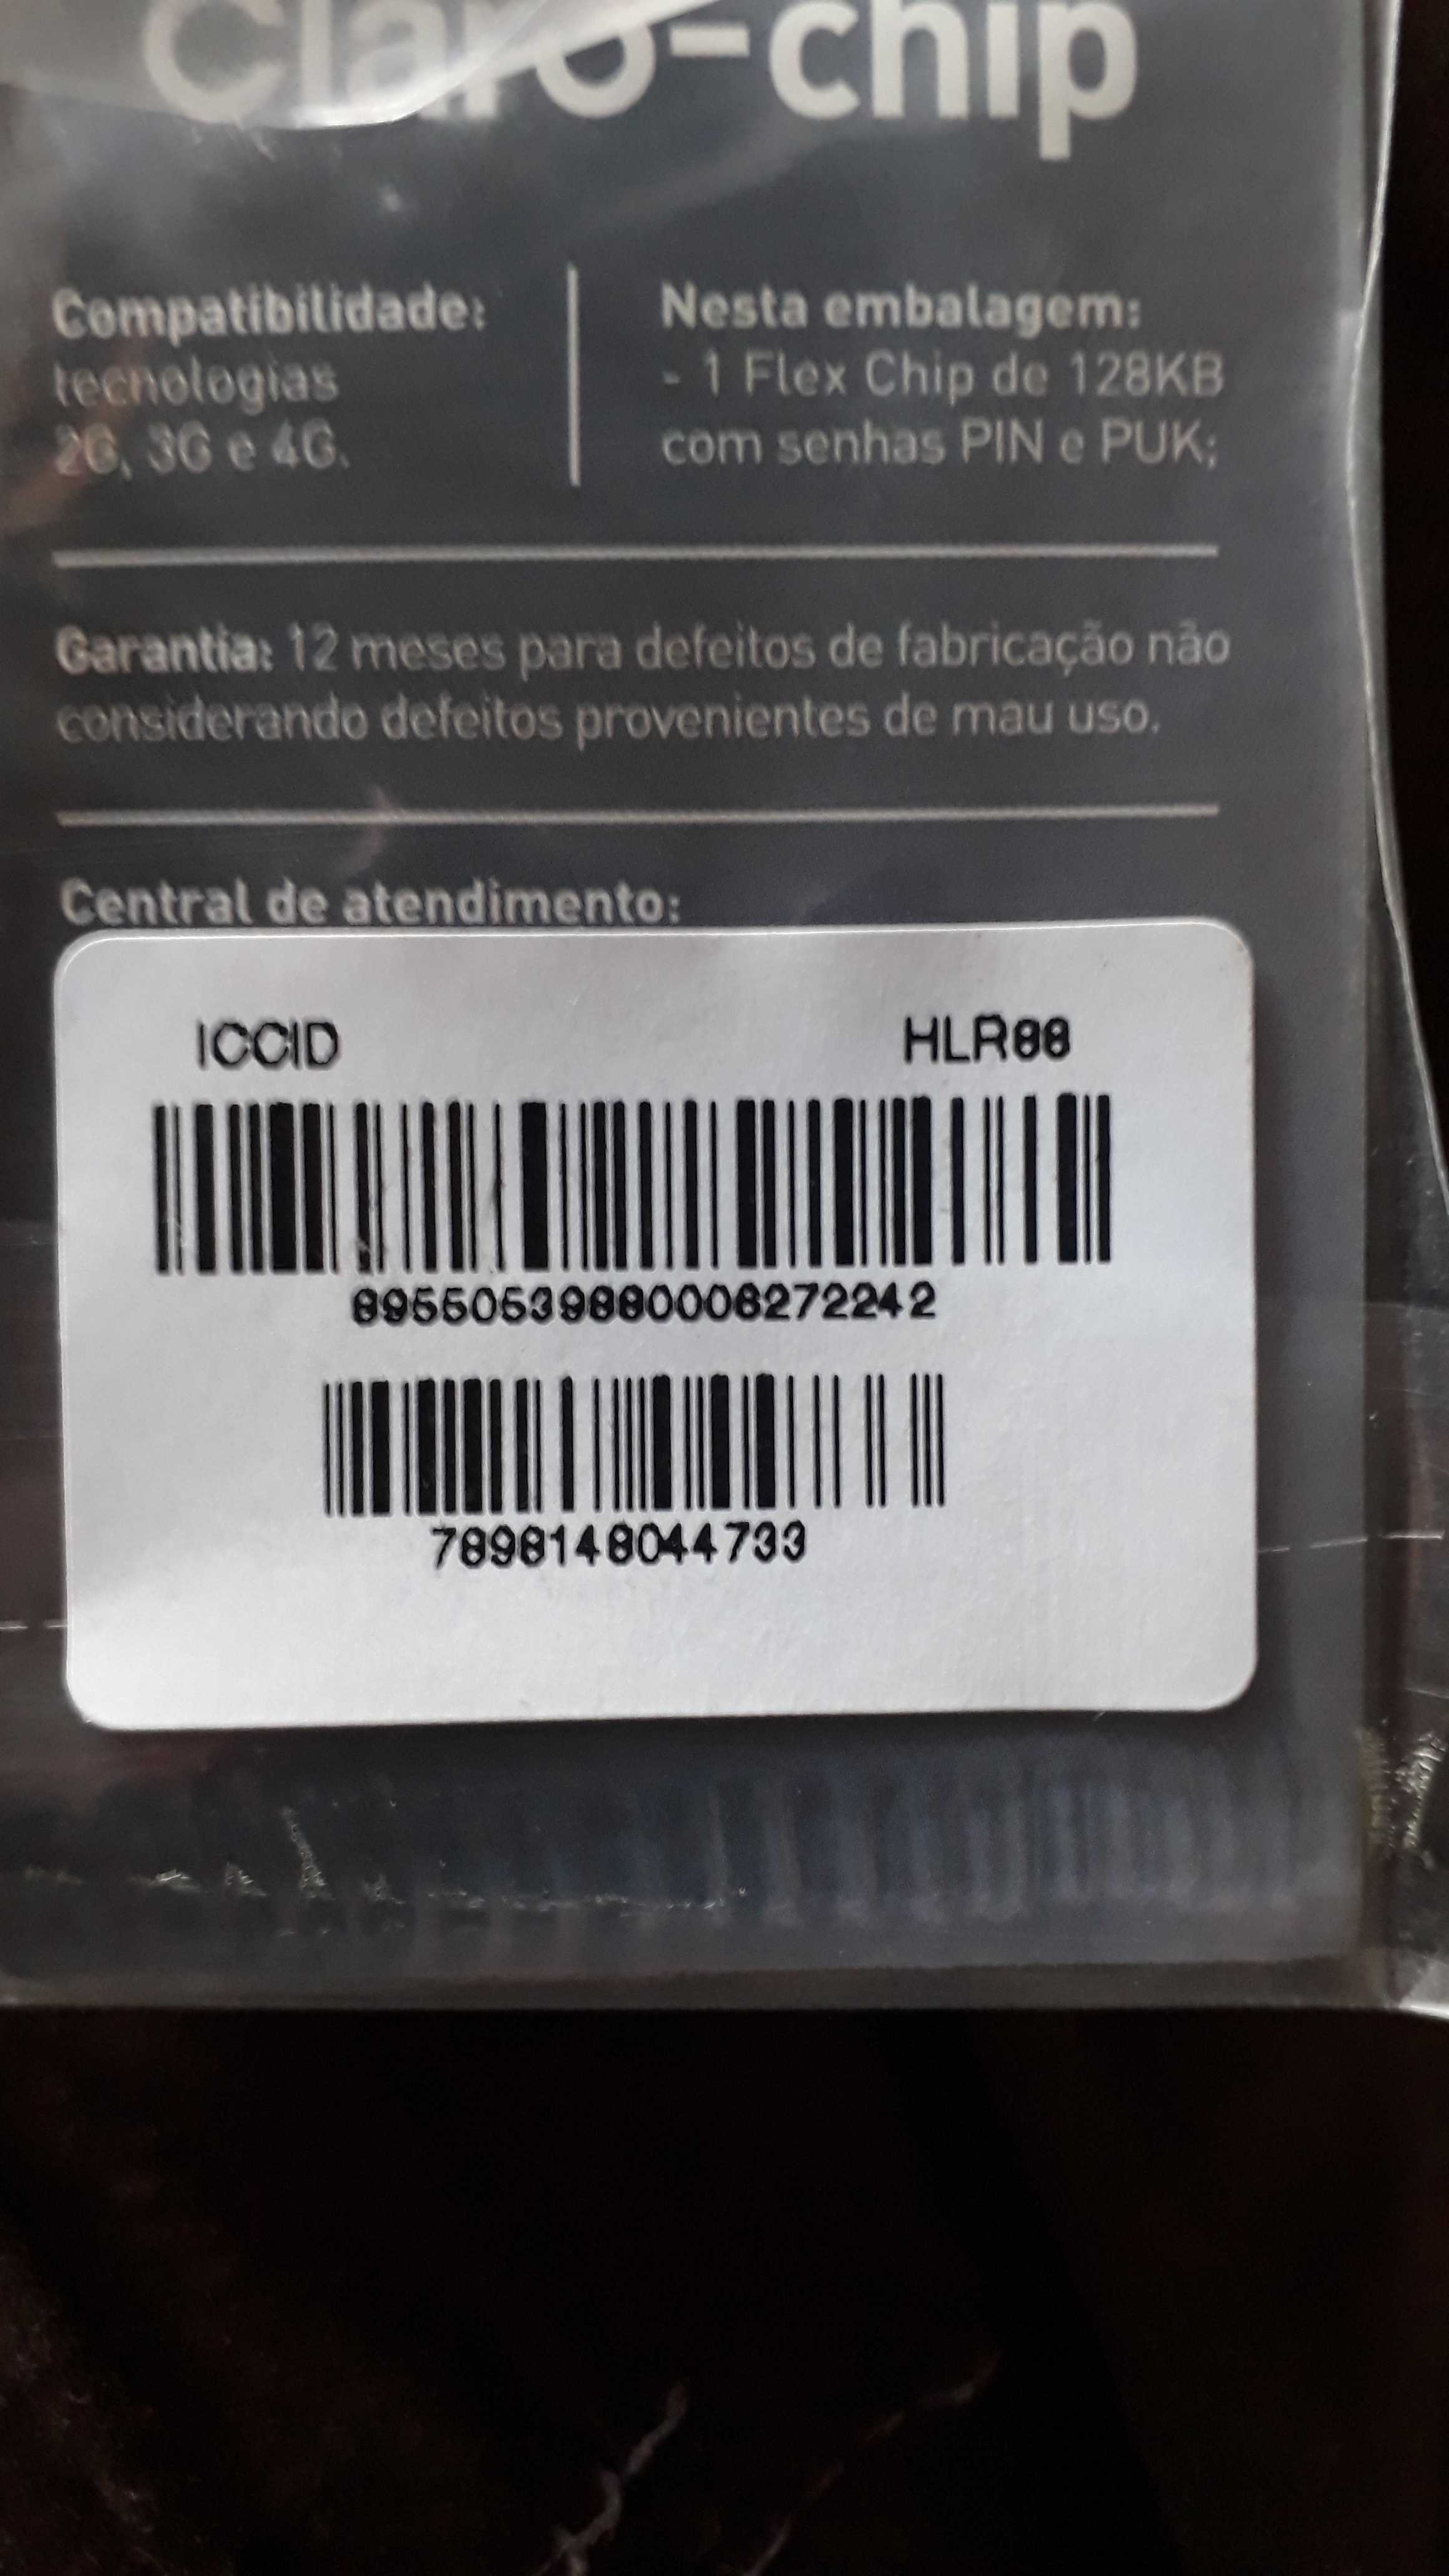 Claro-chip
Compatibilidade:
tecnologias
2G, 3G e 4G.
Nesta embalagem:
- 1 Flex Chip de 128KB
com senhas PIN e PUK;
Garantia: 12 meses para defeitos de fabricação não
considerando defeitos provenientes de mau uso.
Central de atendimento:
ICCID HLR88
89550539880006272242
7898148044733